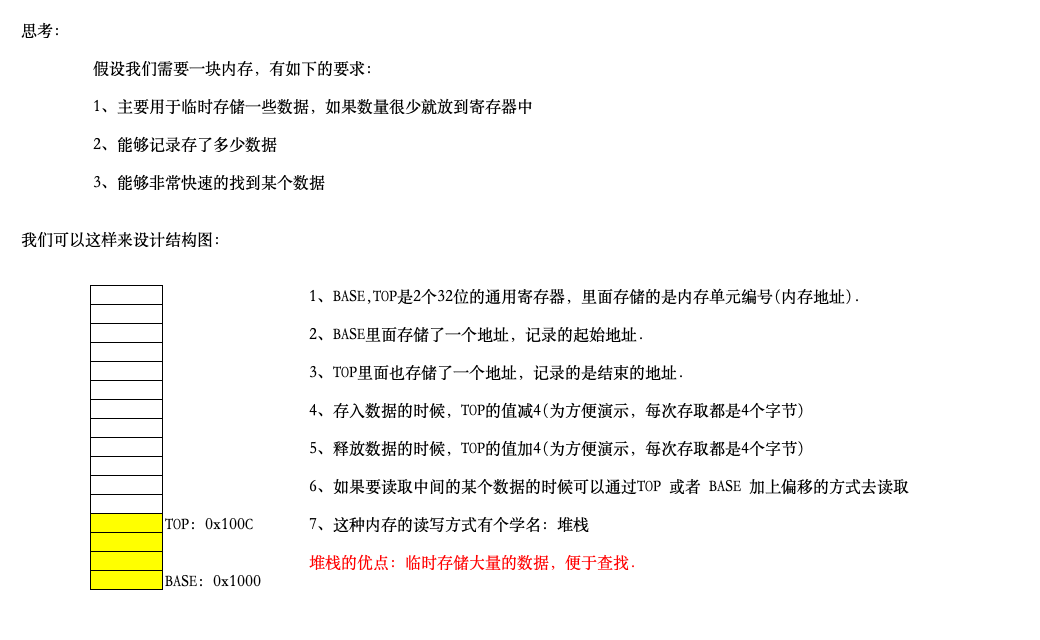 思考：
假设我们需要一块内存，有如下的要求：
1、主要用于临时存储一些数据，如果数量很少就放到寄存器中
2、能够记录存了多少数据
3、能够非常快速的找到某个数据
我们可以这样来设计结构图：
1、BASE,TOP是2个32位的通用寄存器，里面存储的是内存单元编号(内存地址).
2、BASE里面存储了一个地址，记录的起始地址.
3、TOP里面也存储了一个地址，记录的是结束的地址.
4、存入数据的时候，TOP的值减4(为方便演示，每次存取都是4个字节)
5、释放数据的时候，TOP的值加4(为方便演示，每次存取都是4个字节)
6、如果要读取中间的某个数据的时候可以通过TOP 或者 BASE 加上偏移的方式去读取
TOP：0x100C
7、这种内存的读写方式有个学名：堆栈
堆栈的优点：临时存储大量的数据，便于查找.
BASE：0x1000